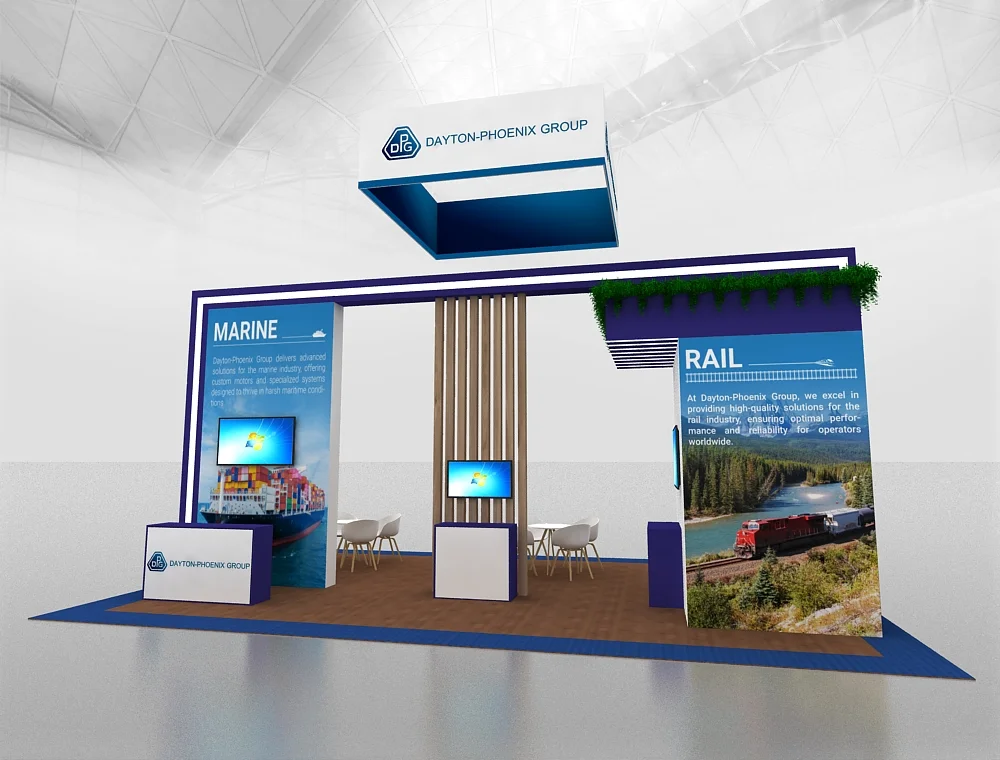 DPG DAYTON-PHOENIX GROUP
MARINE
Dayton-Phoenix Group delivers advanced
solutions for the marine industry, offering
custom motors and specialized systems
designed to thrive in harsh maritime condi-
tions
RAIL
At Dayton-Phoenix Group, we excel in
providing high-quality solutions for the
rail industry, ensuring optimal perfor-
mance and reliability for operators
worldwide.
DPG DAYTON-PHOENIX GROUP